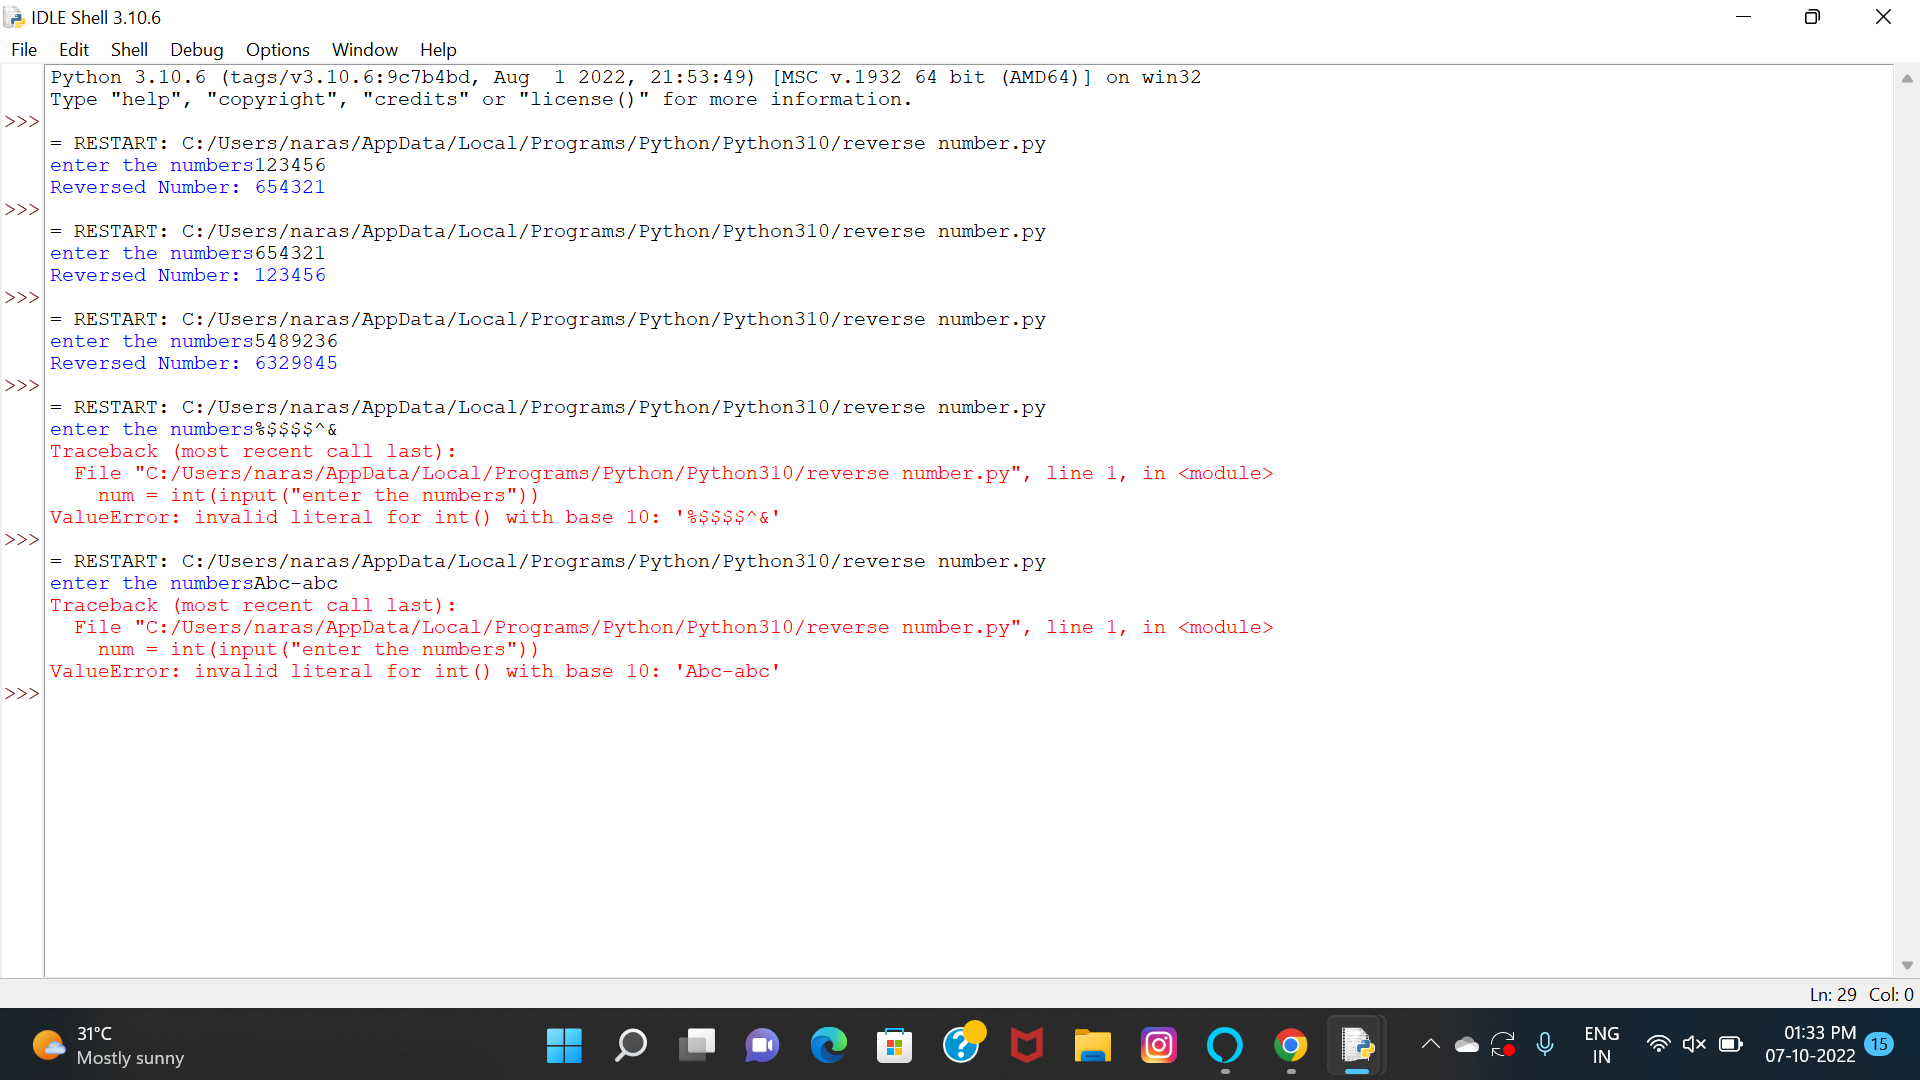 IDLE Shell 3.10.6
File Edit Shell Debug Options Window Help
Python 3.10.6 (tags/v3.10.6:9c7b4bd, Aug  1 2022, 21:53:49) [MSC v.1932 64 bit (AMD64)] on win32
Type "help", "copyright", "credits" or "license()" for more information.
>>>
= RESTART: C:/Users/naras/AppData/Local/Programs/Python/Python310/reverse number.py
enter the numbers123456
Reversed Number: 654321
>>>
= RESTART: C:/Users/naras/AppData/Local/Programs/Python/Python310/reverse number.py
enter the numbers654321
Reversed Number: 123456
>>>
= RESTART: C:/Users/naras/AppData/Local/Programs/Python/Python310/reverse number.py
enter the numbers5489236
Reversed Number: 6329845
>>>
= RESTART: C:/Users/naras/AppData/Local/Programs/Python/Python310/reverse number.py
enter the numbers%$$$$^&
Traceback (most recent call last):
  File "C:/Users/naras/AppData/Local/Programs/Python/Python310/reverse number.py", line 1, in <module>
    num = int(input("enter the numbers"))
ValueError: invalid literal for int() with base 10: '%$$$$^&'
>>>
= RESTART: C:/Users/naras/AppData/Local/Programs/Python/Python310/reverse number.py
enter the numbersAbc-abc
Traceback (most recent call last):
  File "C:/Users/naras/AppData/Local/Programs/Python/Python310/reverse number.py", line 1, in <module>
    num = int(input("enter the numbers"))
ValueError: invalid literal for int() with base 10: 'Abc-abc'
>>>
Ln: 29 Col: 0
31°C
Mostly sunny
ENG
IN
01:33 PM
07-10-2022
15